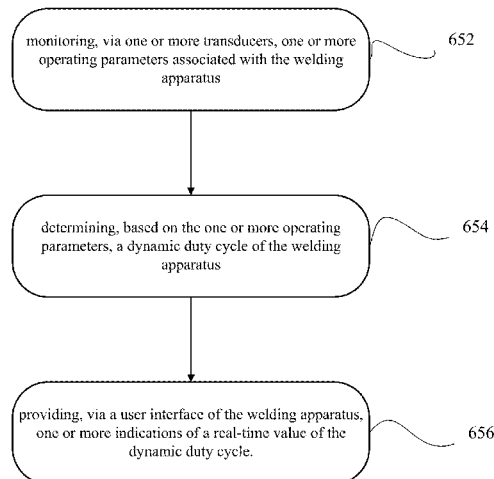 monitoring, via one or more transducers, one or more
operating parameters associated with the welding
apparatus
652
determining, based on the one or more operating
parameters, a dynamic duty cycle of the welding
apparatus
654
providing, via a user interface of the welding apparatus,
one or more indications of a real-time value of the
dynamic duty cycle.
656